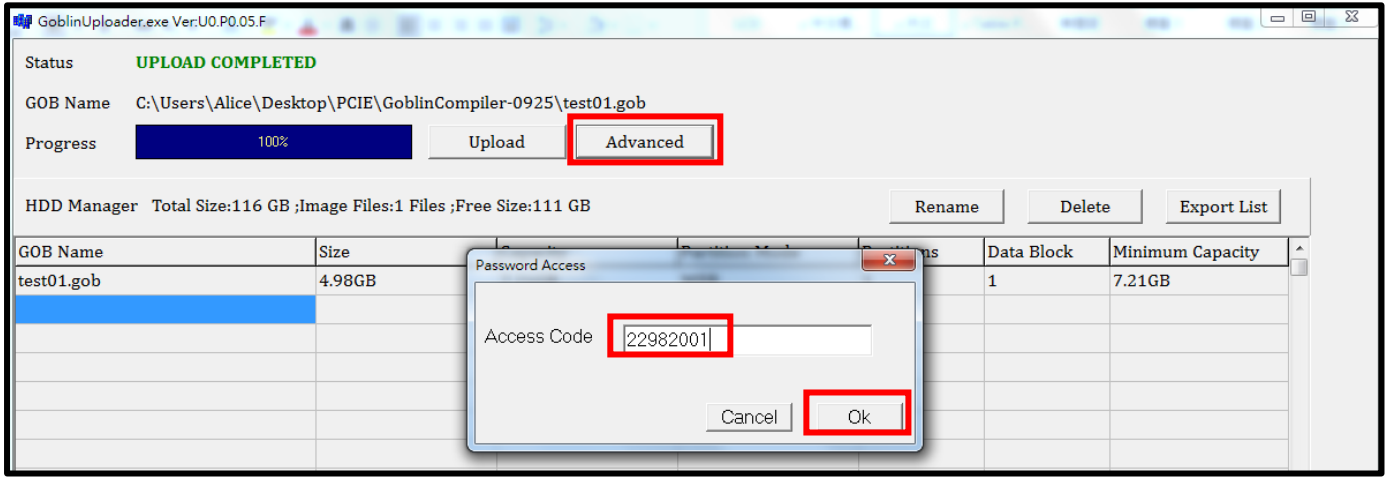 GoblinUploader.exe Ver:U0.P0.05.F
Status UPLOAD COMPLETED
GOB Name C:\Users\Alice\Desktop\PCIE\GoblinCompiler-0925\test01.gob
Progress 100% Upload Advanced
HDD Manager Total Size:116 GB ;Image Files:1 Files ;Free Size:111 GB Rename Delete Export List
GOB Name Size Data Block Minimum Capacity
test01.gob 4.98GB 1 7.21GB
Password Access
Access Code 22982001
Cancel Ok